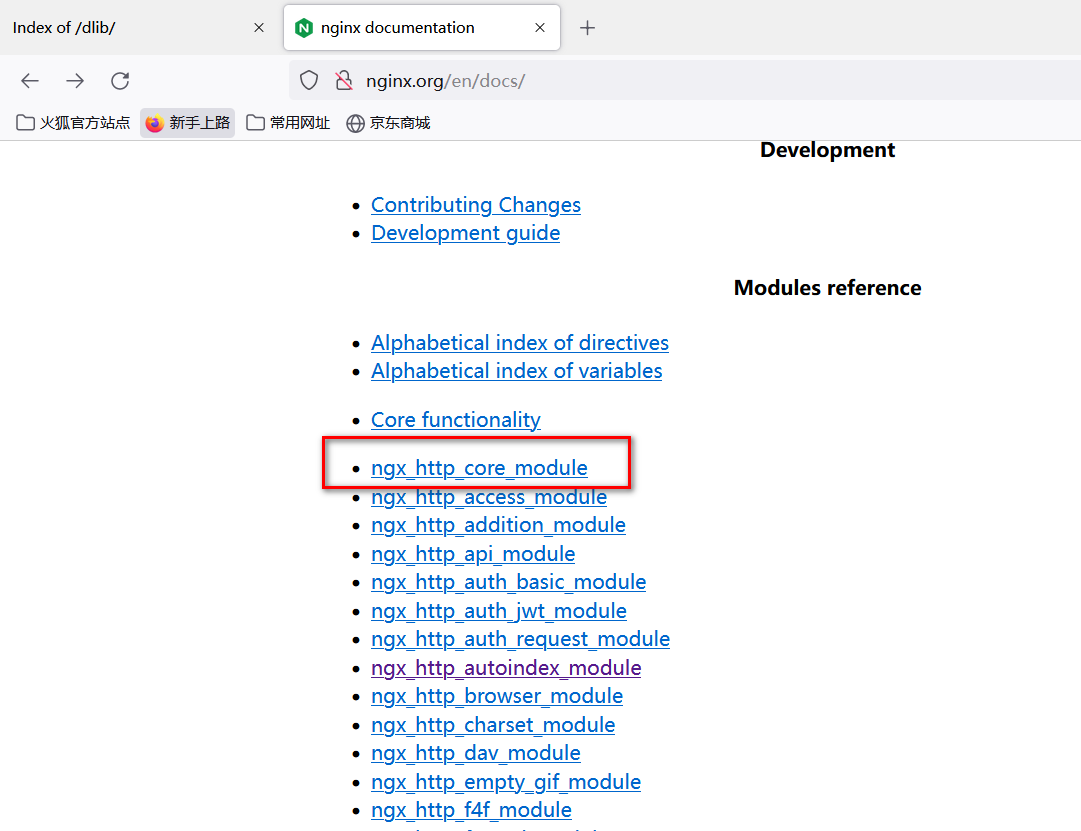 Index of /dlib/
nginx documentation
nginx.org/en/docs/
火狐官方站点 新手上路 常用网址 京东商城
Development
Contributing Changes
Development guide
Modules reference
Alphabetical index of directives
Alphabetical index of variables
Core functionality
ngx_http_core_module
ngx_http_access_module
ngx_http_addition_module
ngx_http_api_module
ngx_http_auth_basic_module
ngx_http_auth_jwt_module
ngx_http_auth_request_module
ngx_http_autoindex_module
ngx_http_browser_module
ngx_http_charset_module
ngx_http_dav_module
ngx_http_empty_gif_module
ngx_http_f4f_module